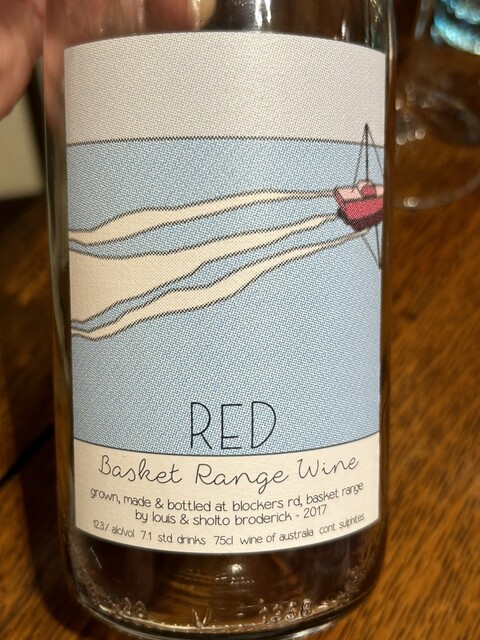 RED
Basket Range Wine
grown, made & bottled at blockers rd, basket range
by louis & sholto broderick - 2017
12.3/ alc/vol 7.1 std drinks 75cl wine of australia cont. sulphites